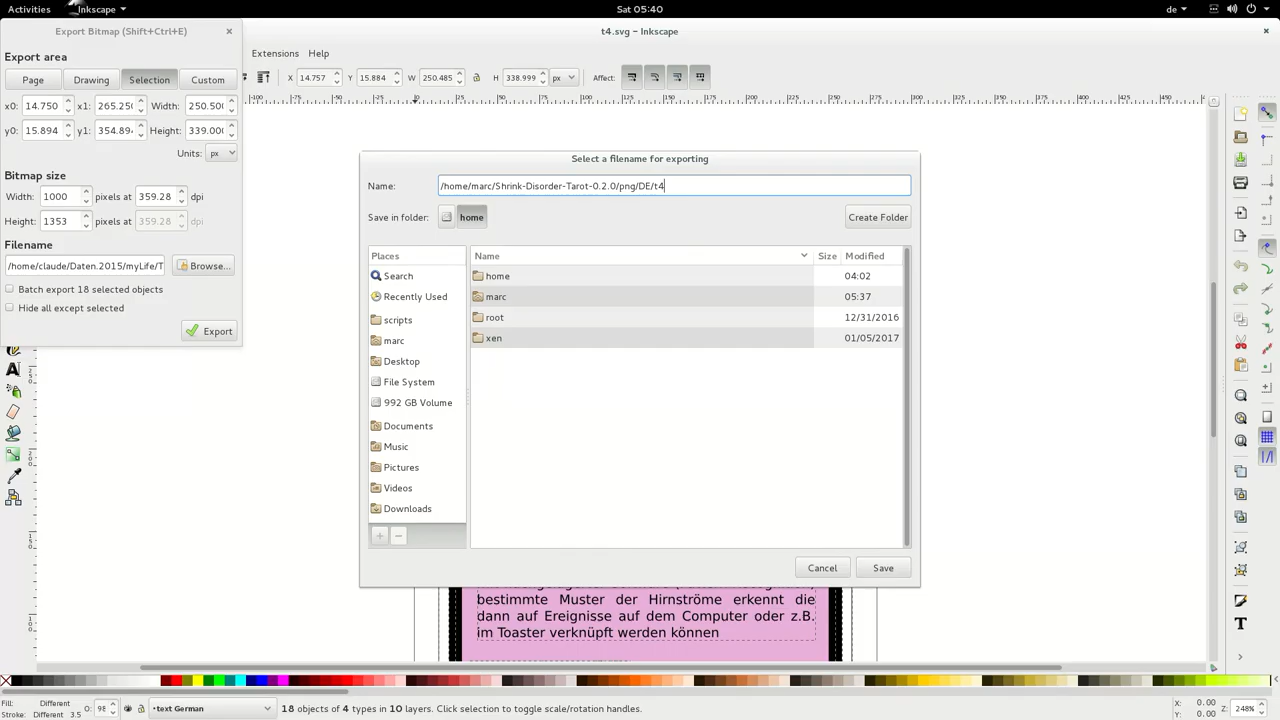 Activities Inkscape Sat 05:40 de
Export Bitmap (Shift+Ctrl+E)
t4.svg - Inkscape
Export area
Extensions Help
Page Drawing Selection Custom
X 14.757 Y 15.884 W 250.485 H 338.999 px Affect:
x0: 14.750 x1: 265.250 Width: 250.500
y0: 15.894 y1: 354.894 Height: 339.000
Units: px
Bitmap size
Width: 1000 pixels at 359.28 dpi
Height: 1353 pixels at 359.28 dpi
Filename
/home/claude/Daten.2015/myLife/T Browse...
Batch export 18 selected objects
Hide all except selected
Export
Select a filename for exporting
Name: /home/marc/Shrink-Disorder-Tarot-0.2.0/png/DE/t4
Save in folder: home Create Folder
Places Name Size Modified
Search home 04:02
Recently Used marc 05:37
scripts root 12/31/2016
marc xen 01/05/2017
Desktop
File System
992 GB Volume
Documents
Music
Pictures
Videos
Downloads
Cancel Save
bestimmte Muster der Hirnströme erkennt die
dann auf Ereignisse auf dem Computer oder z.B.
im Toaster verknüpft werden können
Fill: Different
Stroke: Different 3.5
O: 98
•text German
18 objects of 4 types in 10 layers. Click selection to toggle scale/rotation handles.
X: 0.00
Y: 0.00
Z: 248%